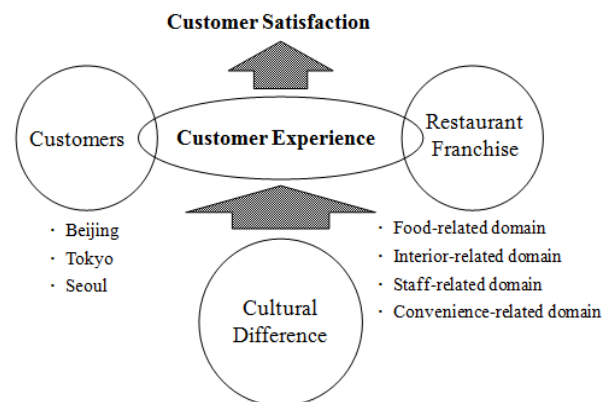 Customer Satisfaction
Customers
Customer Experience
Restaurant
Franchise
・ Beijing
・ Tokyo
・ Seoul
・ Food-related domain
・ Interior-related domain
・ Staff-related domain
・ Convenience-related domain
Cultural
Difference